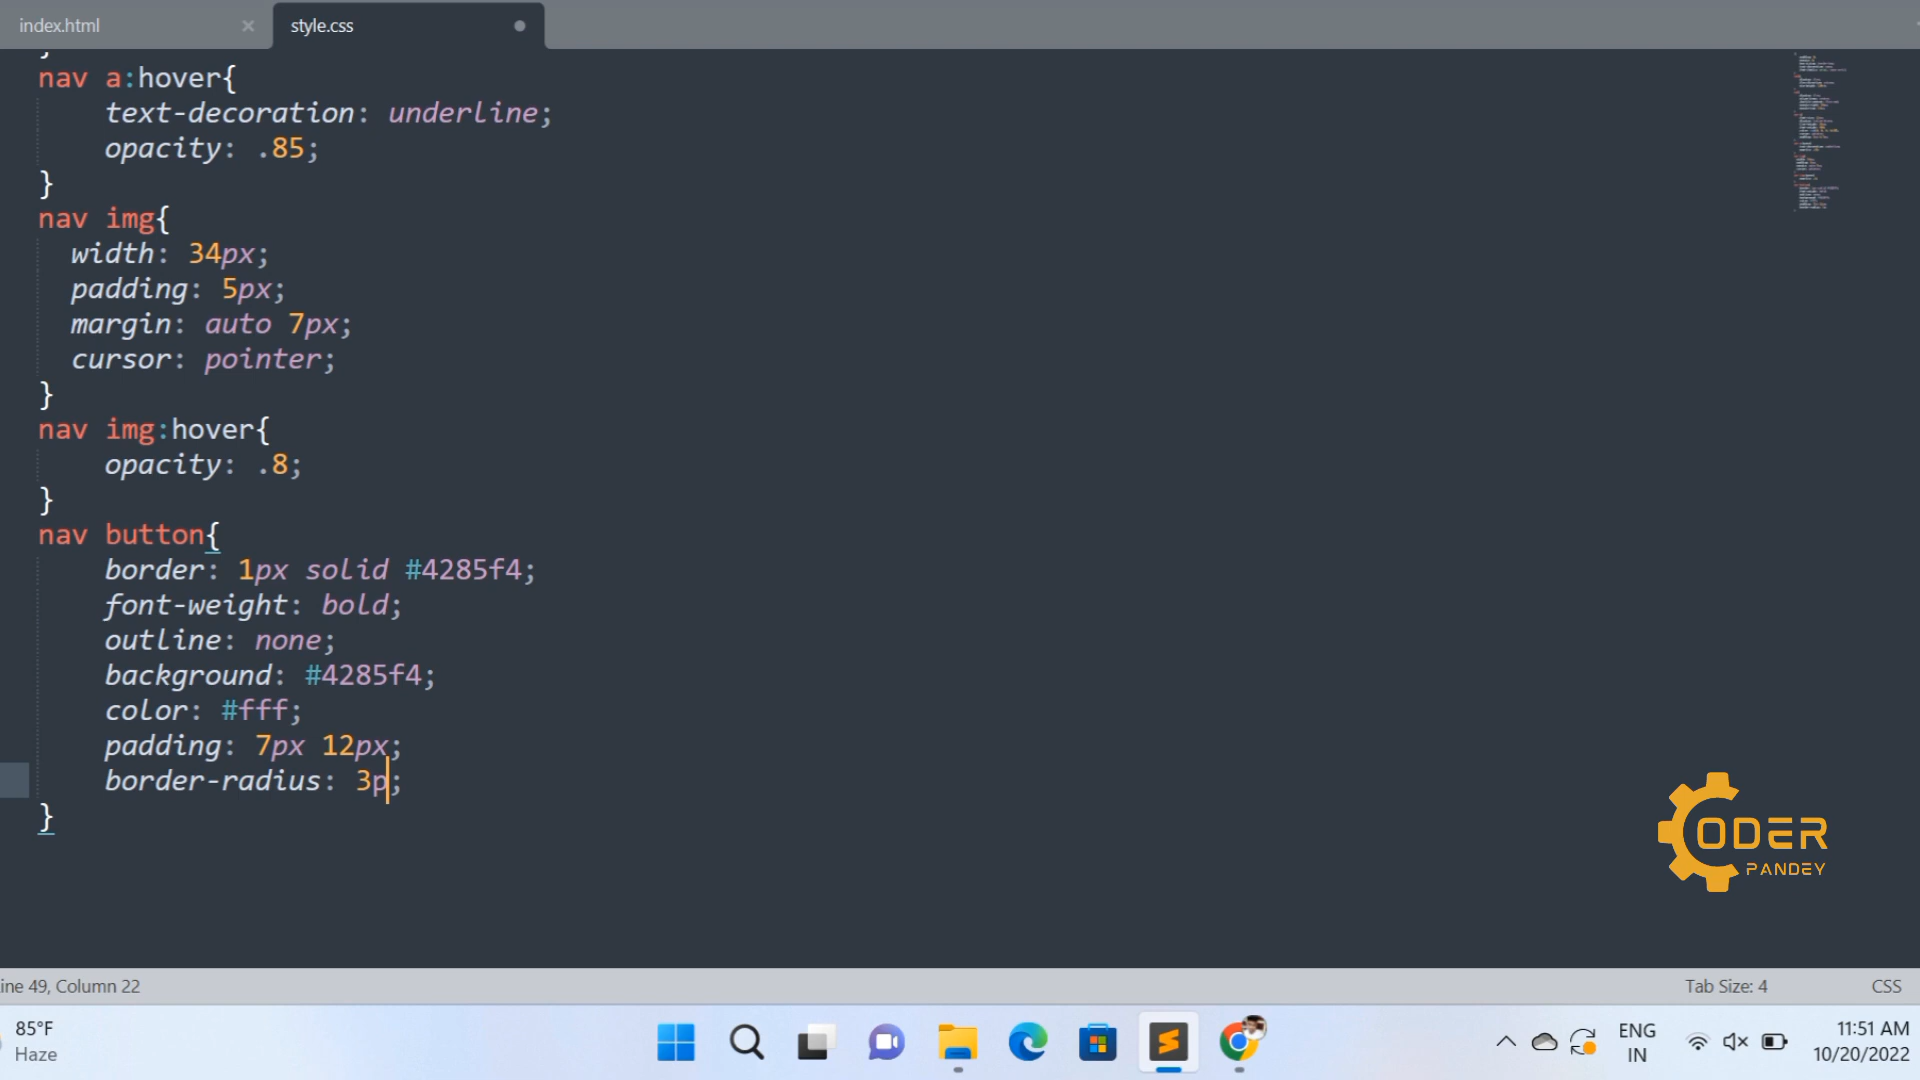 index.html
style.css
}
nav a:hover{
text-decoration: underline;
opacity: .85;
}
nav img{
width: 34px;
padding: 5px;
margin: auto 7px;
cursor: pointer;
}
nav img:hover{
opacity: .8;
}
nav button{
border: 1px solid #4285f4;
font-weight: bold;
outline: none;
background: #4285f4;
color: #fff;
padding: 7px 12px;
border-radius: 3p;
}
CODER
PANDEY
ine 49, Column 22
Tab Size: 4
CSS
85°F
Haze
ENG
IN
11:51 AM
10/20/2022